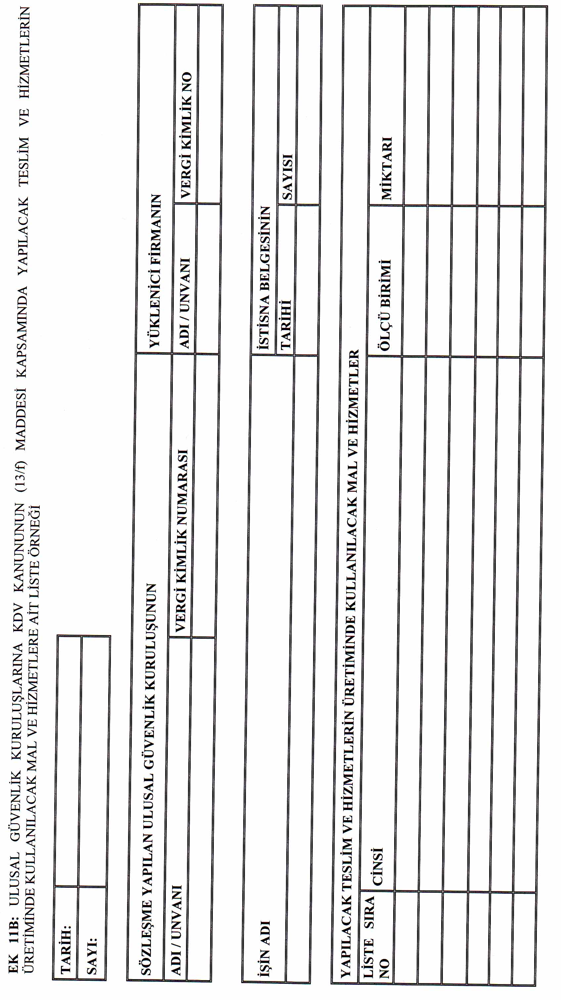 EK 11B: ULUSAL GÜVENLİK KURULUŞLARINA KDV KANUNUNUN (13/f) MADDESİ KAPSAMINDA YAPILACAK TESLİM VE HİZMETLERİN
ÜRETİMİNDE KULLANILACAK MAL VE HİZMETLERE AİT LİSTE ÖRNEĞİ
TARİH:
SAYI:
SÖZLEŞME YAPILAN ULUSAL GÜVENLİK KURULUŞUNUN YÜKLENİCİ FİRMANIN
ADI / UNVANI VERGİ KİMLİK NUMARASI ADI / UNVANI VERGİ KİMLİK NO
İŞİN ADI İSTİSNA BELGESİNİN
TARİHİ SAYISI
YAPILACAK TESLİM VE HİZMETLERİN ÜRETİMİNDE KULLANILACAK MAL VE HİZMETLER
LİSTE SIRA
NO
CİNSİ ÖLÇÜ BİRİMİ MİKTARI